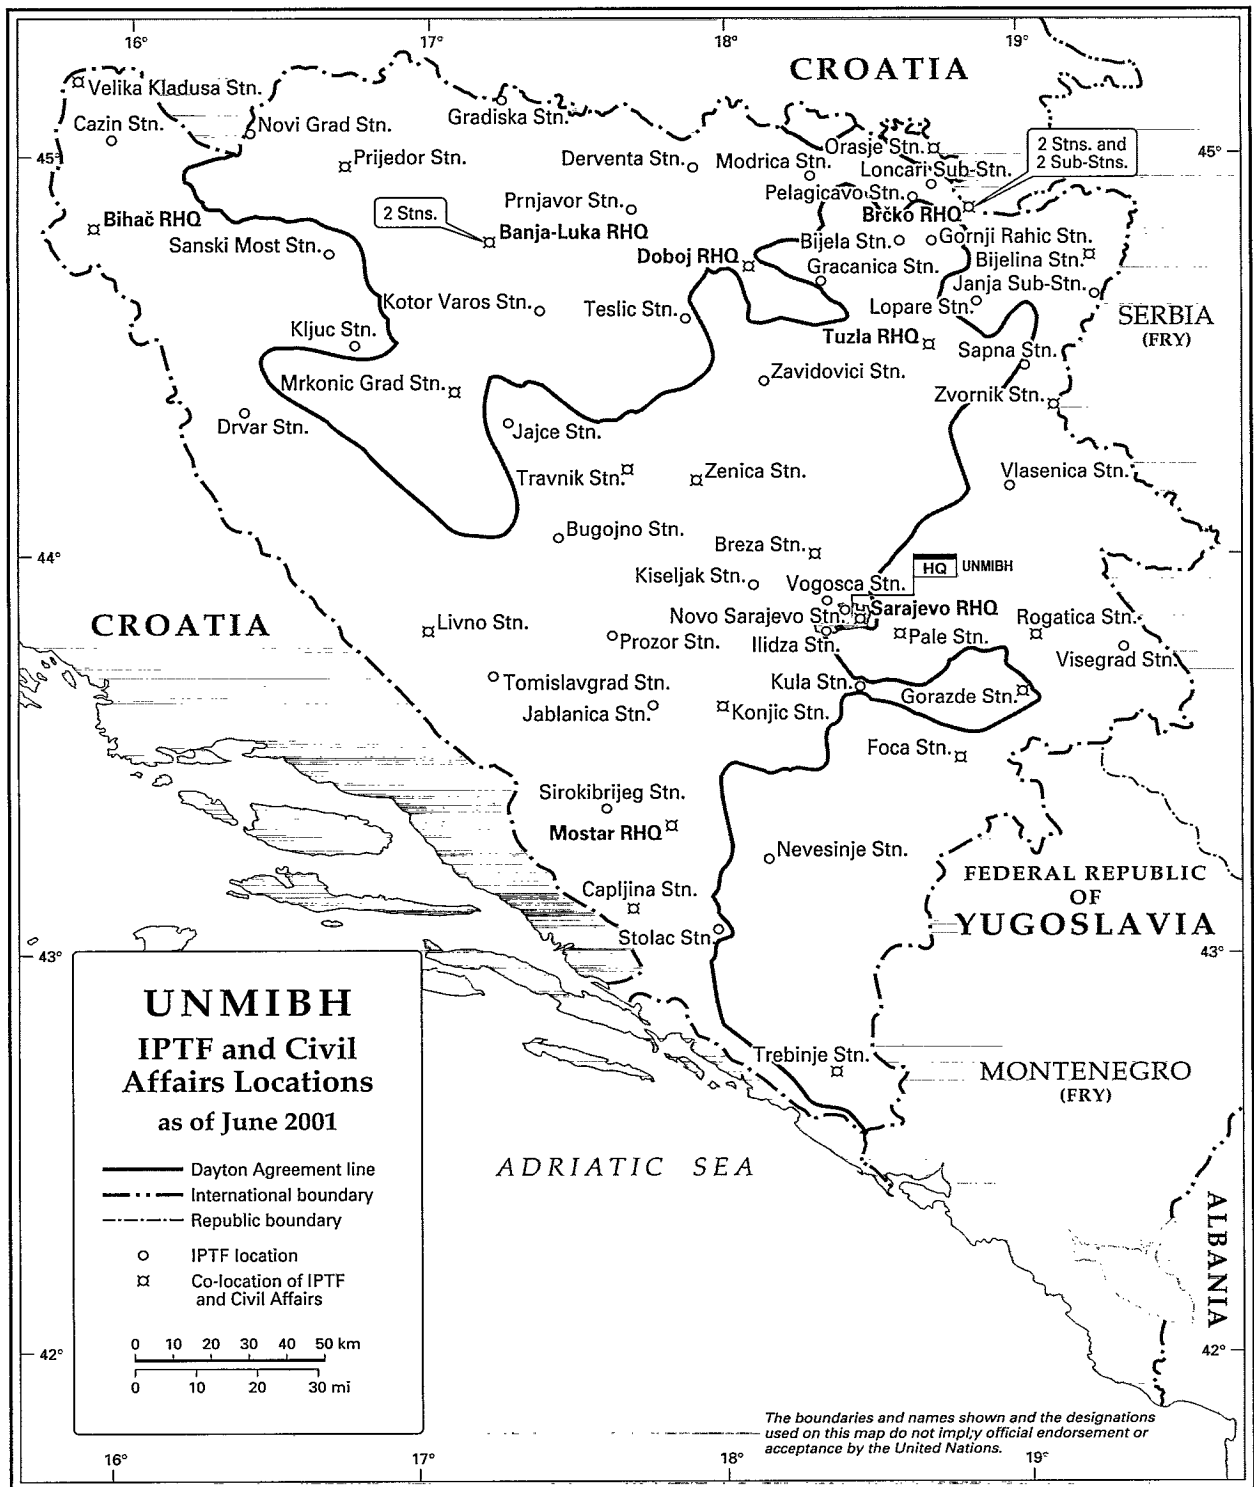 16°
17°
18°
19°
CROATIA
Velika Kladusa Stn.
Cazin Stn.
Novi Grad Stn.
Gradiska Stn.
Orasje Stn.
2 Stns. and
2 Sub-Stns.
45°
45°
Prijedor Stn.
Derventa Stn.
Modrica Stn.
Loncari Sub-Stn.
Pelagicavo Stn.
Prnjavor Stn.
2 Stns.
Bihač RHQ
Banja-Luka RHQ
Brčko RHQ
Sanski Most Stn.
Doboj RHQ
Bijela Stn.
Gornji Rahic Stn.
Bijelina Stn.
Gracanica Stn.
Janja Sub-Stn.
Kotor Varos Stn.
Teslic Stn.
Lopare Stn.
SERBIA
(FRY)
Kljuc Stn.
Tuzla RHQ
Sapna Stn.
Mrkonic Grad Stn.
Zavidovici Stn.
Zvornik Stn.
Drvar Stn.
Jajce Stn.
Travnik Stn.
Zenica Stn.
Vlasenica Stn.
Bugojno Stn.
Breza Stn.
44°
44°
HQ UNMIBH
Kiseljak Stn.
Vogosca Stn.
CROATIA
Livno Stn.
Novo Sarajevo Stn.
Sarajevo RHQ
Rogatica Stn.
Prozor Stn.
Ilidza Stn.
Pale Stn.
Visegrad Stn.
Tomislavgrad Stn.
Kula Stn.
Gorazde Stn.
Jablanica Stn.
Konjic Stn.
Foca Stn.
Sirokibrijeg Stn.
Mostar RHQ
Nevesinje Stn.
FEDERAL REPUBLIC
OF
YUGOSLAVIA
Capljina Stn.
Stolac Stn.
43°
43°
UNMIBH
IPTF and Civil
Affairs Locations
as of June 2001
Trebinje Stn.
MONTENEGRO
(FRY)
ADRIATIC SEA
Dayton Agreement line
International boundary
Republic boundary
IPTF location
Co-location of IPTF
and Civil Affairs
0 10 20 30 40 50 km
0 10 20 30 mi
ALBANIA
42°
42°
The boundaries and names shown and the designations
used on this map do not impl;y official endorsement or
acceptance by the United Nations.
16°
17°
18°
19°